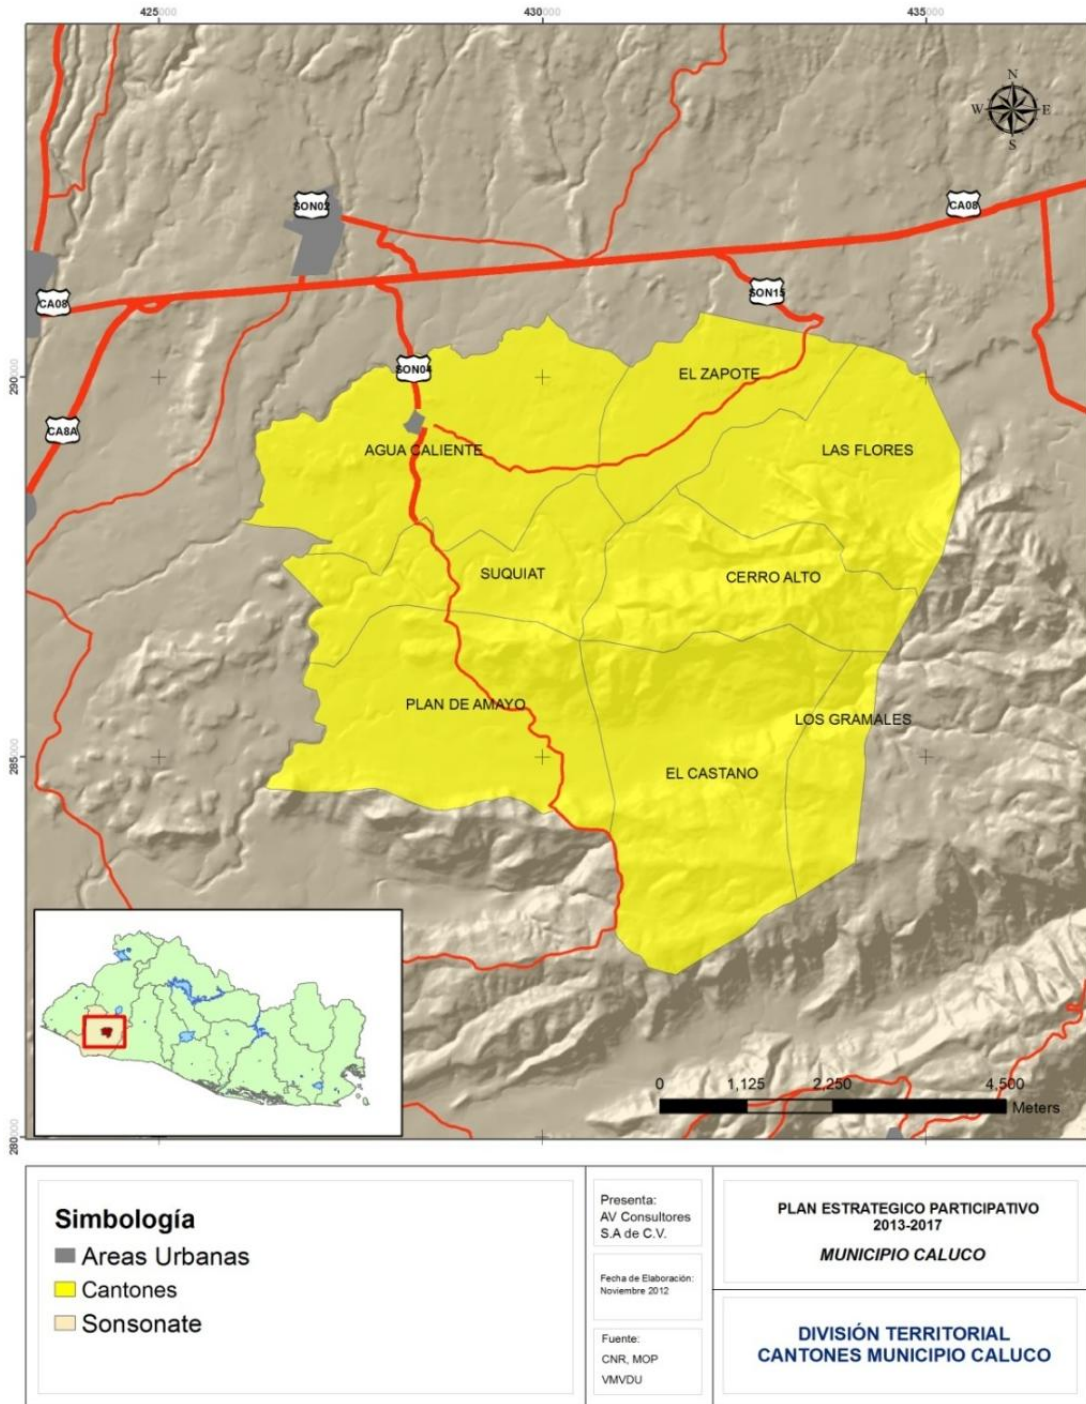 425000
430000
435000
N
W
E
S
SON02
CA08
CA08
SON15
290000
SON04
EL ZAPOTE
CA8A
AGUA CALIENTE
LAS FLORES
SUQUIAT
CERRO ALTO
PLAN DE AMAYO
LOS GRAMALES
285000
EL CASTANO
0
1,125
2,250
4,500
Meters
280000
Simbología
Areas Urbanas
Cantones
Sonsonate
Presenta:
AV Consultores
S.A de C.V.
Fecha de Elaboración:
Noviembre 2012
Fuente:
CNR, MOP
VMVDU
PLAN ESTRATEGICO PARTICIPATIVO
2013-2017
MUNICIPIO CALUCO
DIVISIÓN TERRITORIAL
CANTONES MUNICIPIO CALUCO